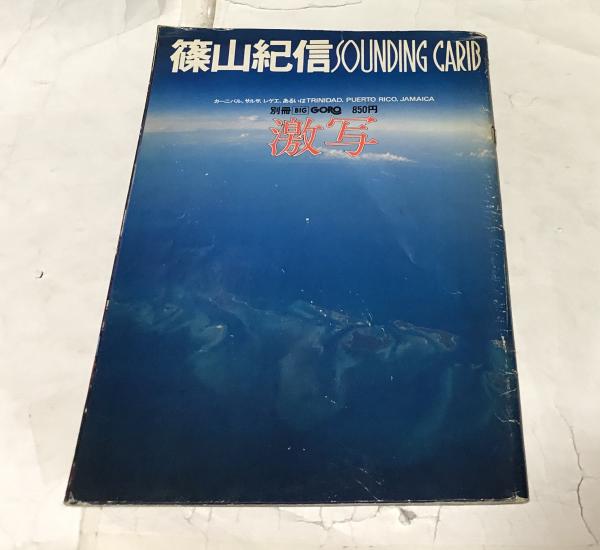 篠山紀信SOUNDING CARIB
カーニバル、サルサ、レゲエ、あるいはTRINIDAD, PUERTO RICO, JAMAICA
別冊[BIG]GORO 850円
激写